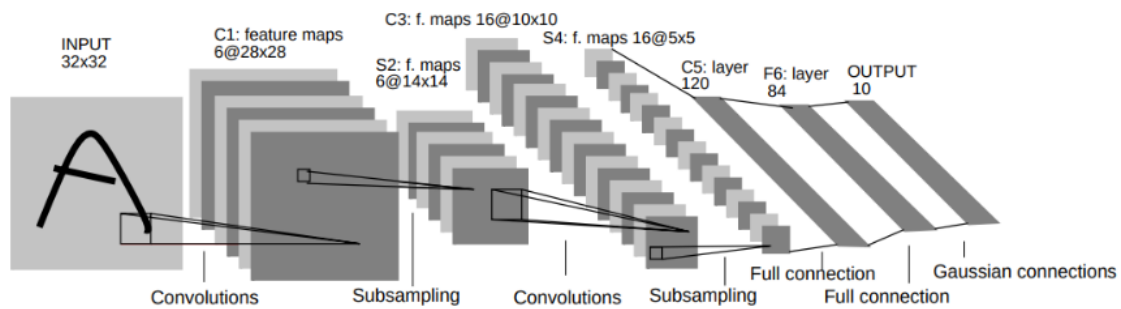 INPUT
32x32
C1: feature maps
6@28x28
S2: f. maps
6@14x14
C3: f. maps 16@10x10
S4: f. maps 16@5x5
C5: layer
120
F6: layer
84
OUTPUT
10
Convolutions
Subsampling
Convolutions
Subsampling
Full connection
Full connection
Gaussian connections